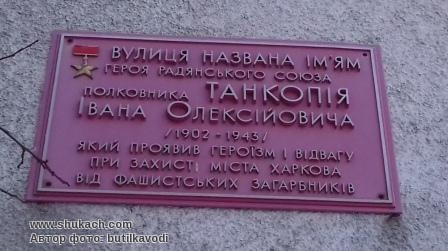 ВУЛИЦЯ НАЗВАНА ІМ'ЯМ
ГЕРОЯ РАДЯНСЬКОГО СОЮЗА
ПОЛКОВНИКА ТАНКОПІЯ
ІВАНА ОЛЕКСІЙОВИЧА
/1902-1943/
ЯКИЙ ПРОЯВИВ ГЕРОЇЗМ І ВІДВАГУ
ПРИ ЗАХИСТІ МІСТА ХАРКОВА
ВІД ФАШИСТСЬКИХ ЗАГАРБНИКІВ
www.shukach.com
Автор фото: butilkavodi